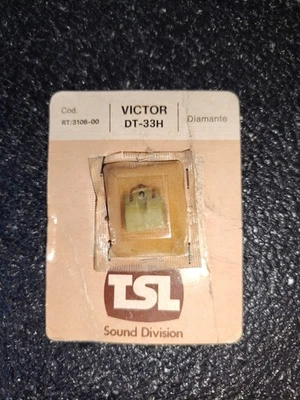 Cod.
RT/3106-00
VICTOR
DT-33H
Diamante
TSL
Sound Division